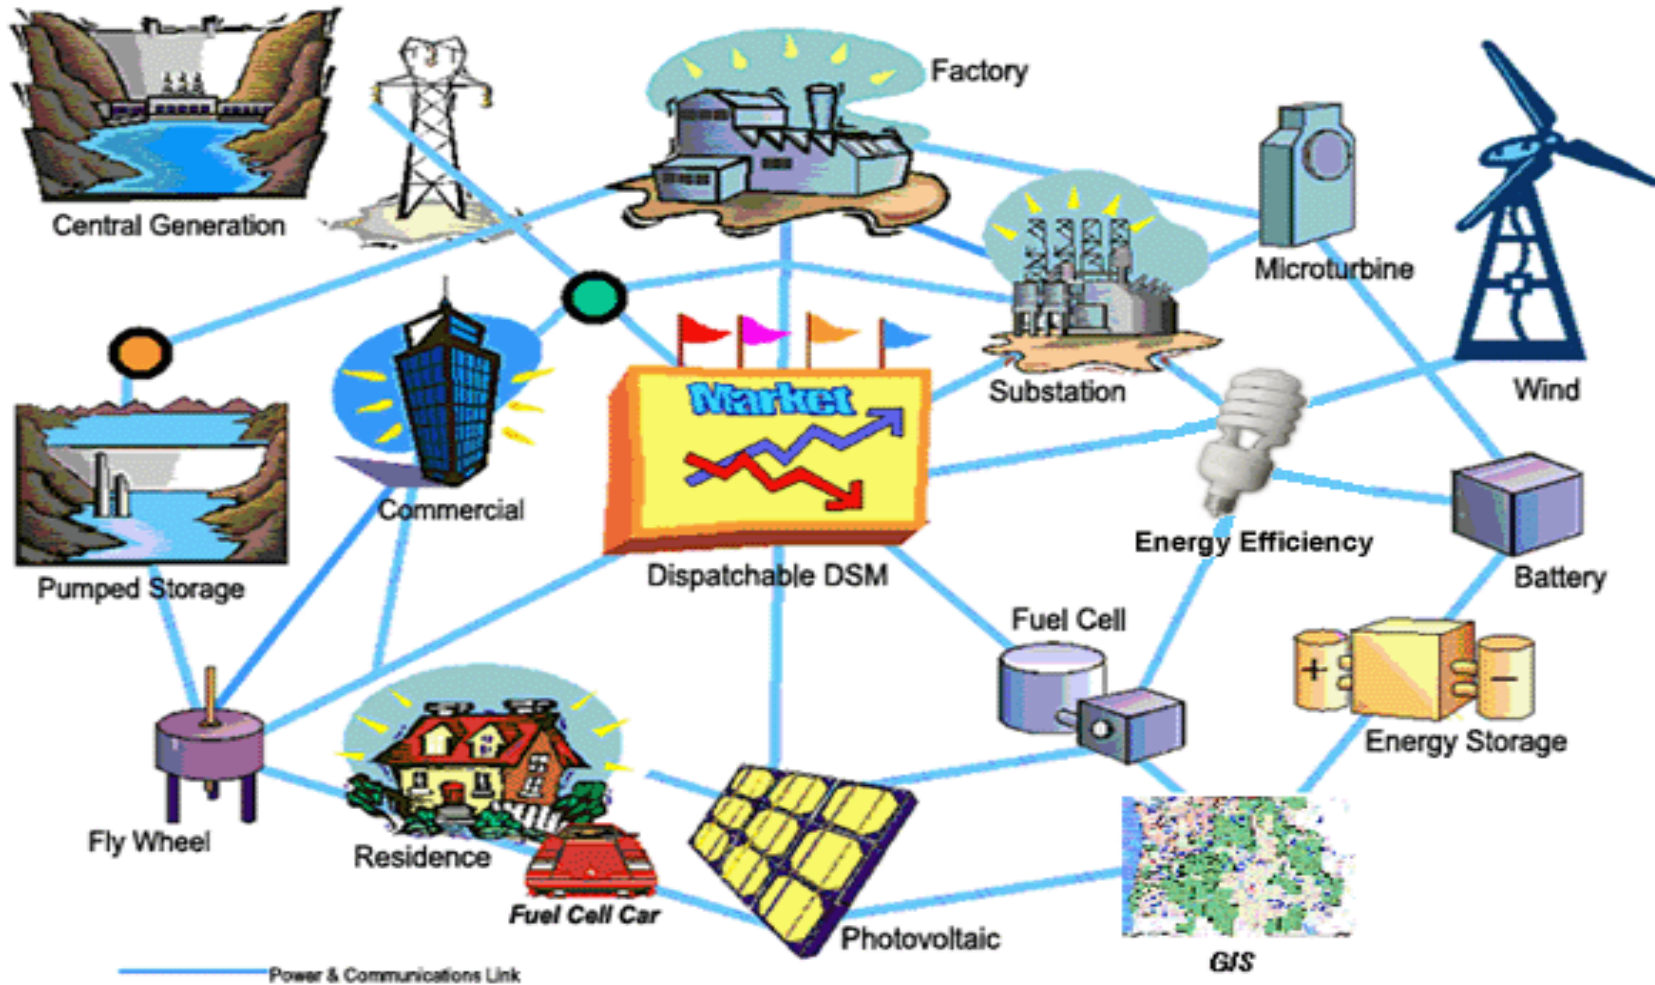 Factory
Central Generation
Microturbine
Substation
Wind
Market
Commercial
Energy Efficiency
Pumped Storage
Dispatchable DSM
Battery
Fuel Cell
+
−
Energy Storage
Fly Wheel
Residence
Fuel Cell Car
Photovoltaic
GIS
Power & Communications Link